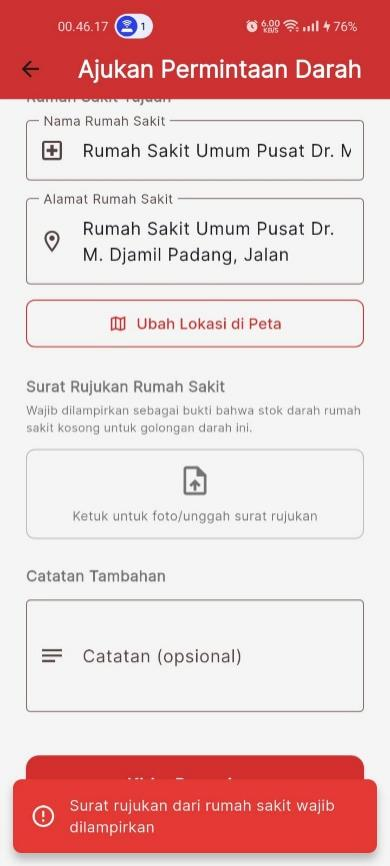 00.46.17
1
6.00
KB/S
76%
Ajukan Permintaan Darah
Rumah Sakit Tujuan
Nama Rumah Sakit
Rumah Sakit Umum Pusat Dr. M
Alamat Rumah Sakit
Rumah Sakit Umum Pusat Dr.
M. Djamil Padang, Jalan
Ubah Lokasi di Peta
Surat Rujukan Rumah Sakit
Wajib dilampirkan sebagai bukti bahwa stok darah rumah
sakit kosong untuk golongan darah ini.
Ketuk untuk foto/unggah surat rujukan
Catatan Tambahan
Catatan (opsional)
Surat rujukan dari rumah sakit wajib
dilampirkan